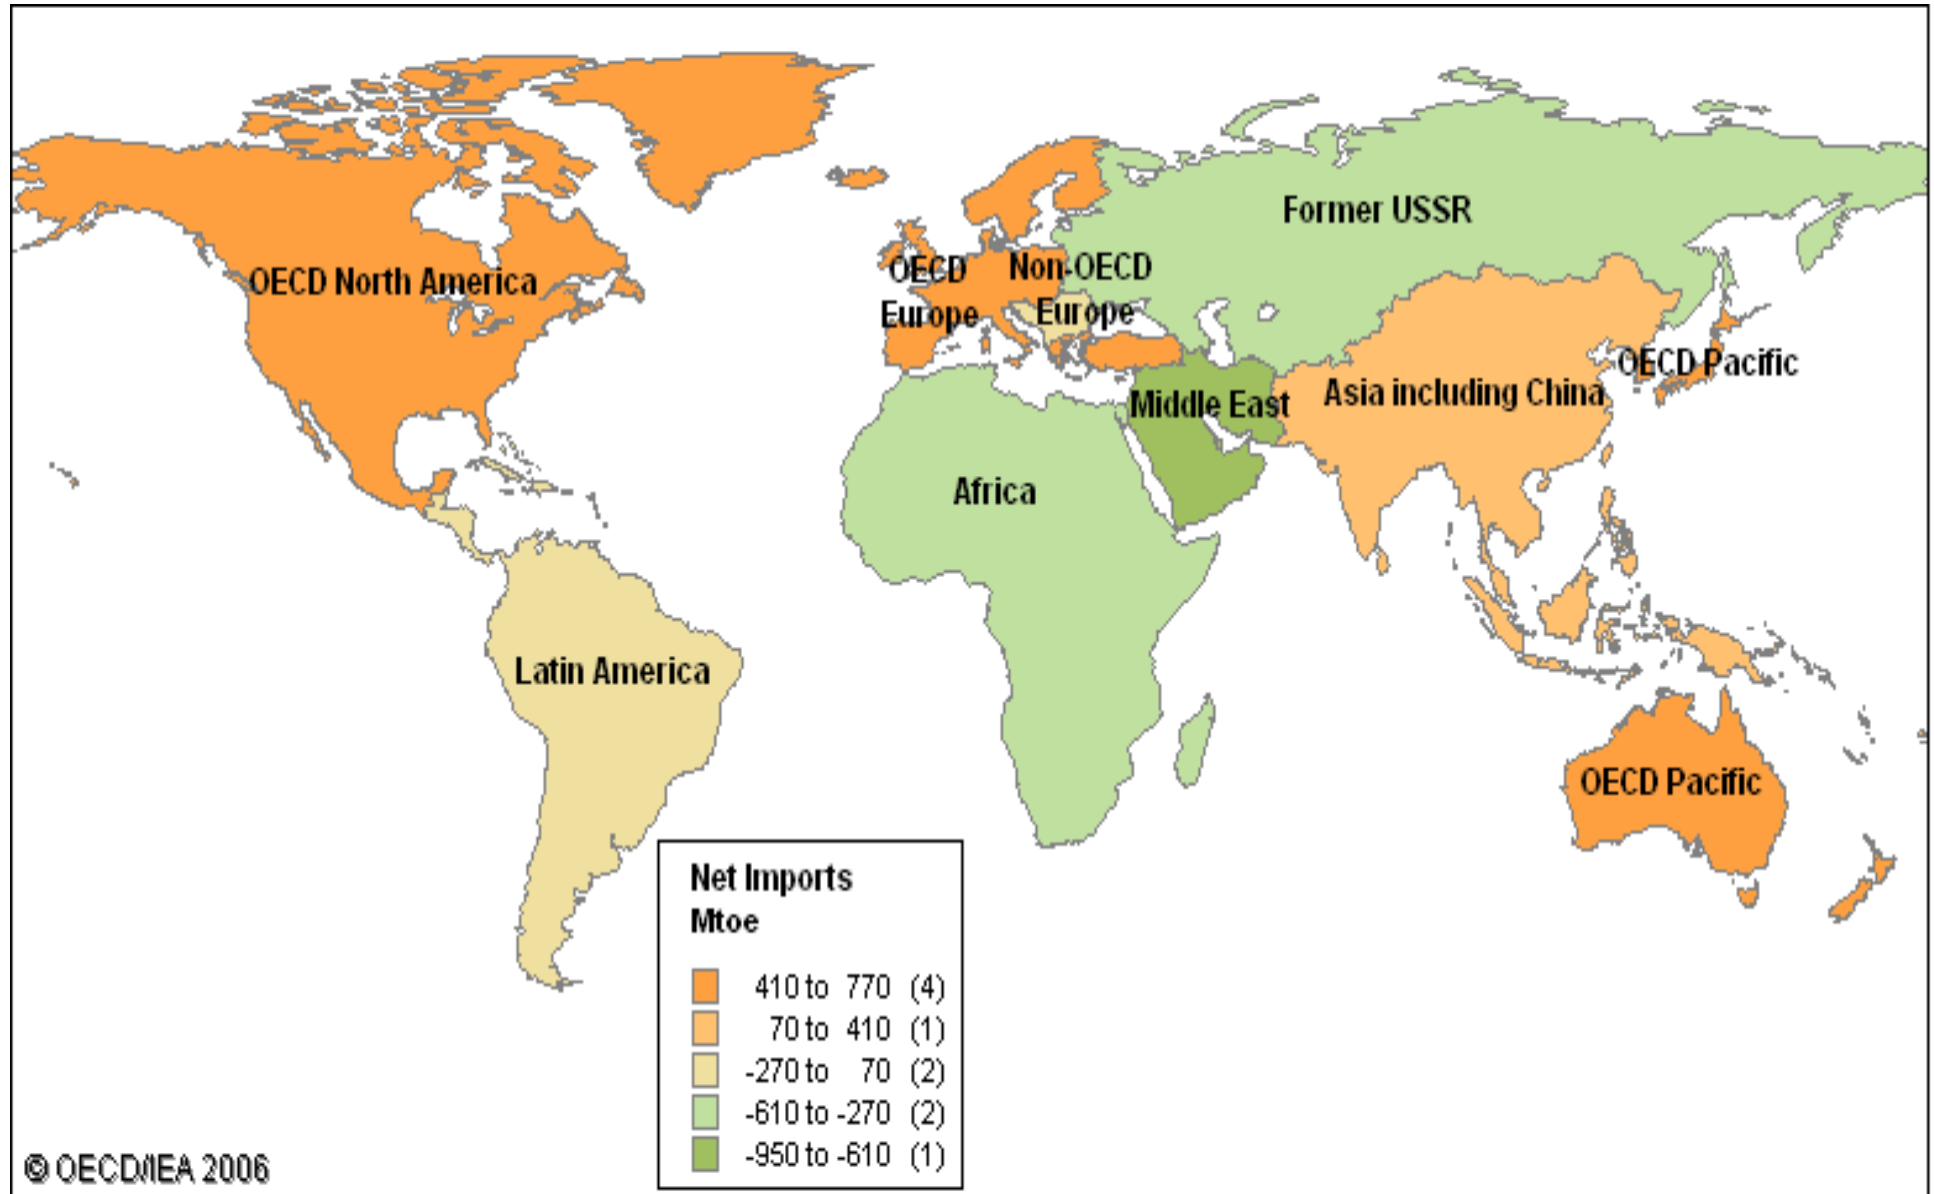 Former USSR
OECD North America
OECD
Europe
Non-OECD
Europe
OECD Pacific
Middle East
Asia including China
Africa
Latin America
OECD Pacific
Net Imports
Mtoe
410 to 770 (4)
70 to 410 (1)
-270 to 70 (2)
-610 to -270 (2)
-950 to -610 (1)
© OECD/IEA 2006